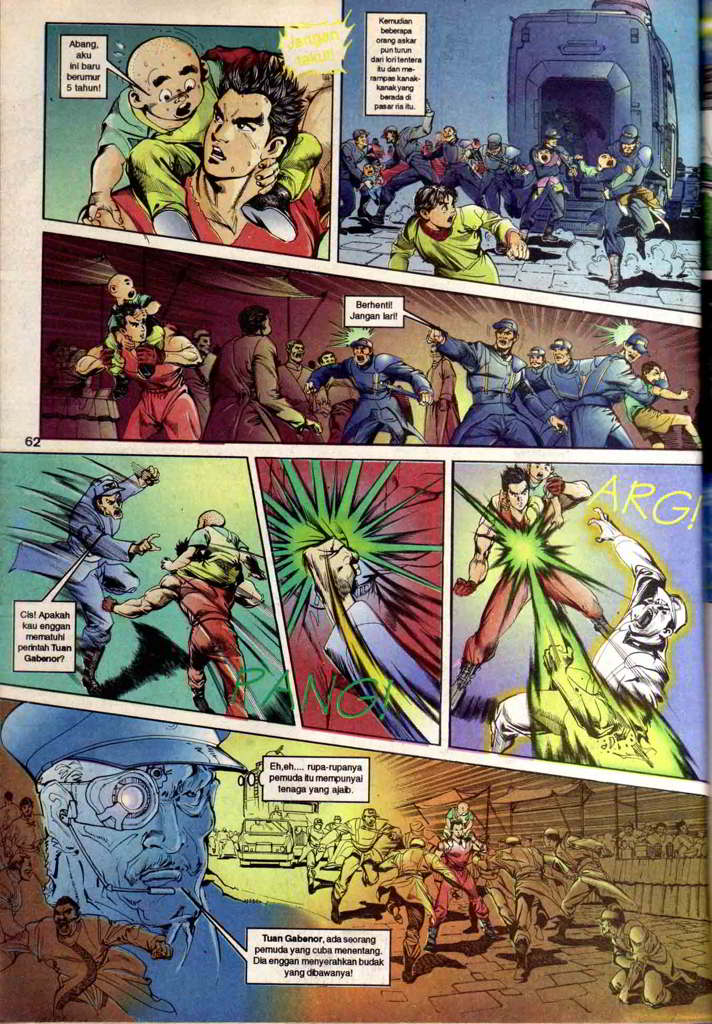 Abang,
aku
ini baru
berumur
5 tahun!
Jangan
takut!
Kemudian
beberapa
orang askar
pun turun
dari lori tentera
itu dan me-
rampas kanak-
kanak yang
berada di
pasar ria itu.
Berhenti!
Jangan lari!
62
Cis! Apakah
kau enggan
mematuhi
perintah Tuan
Gabenor?
PANG!
ARG!
Eh,eh.... rupa-rupanya
pemuda itu mempunyai
tenaga yang ajaib.
Tuan Gabenor, ada seorang
pemuda yang cuba menentang.
Dia enggan menyerahkan budak
yang dibawanya!